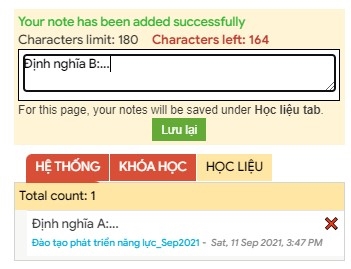 Your note has been added successfully
Characters limit: 180 Characters left: 164
Định nghĩa B:...
For this page, your notes will be saved under Học liệu tab.
Lưu lại
HỆ THỐNG KHÓA HỌC HỌC LIỆU
Total count: 1
Định nghĩa A:...
Đào tạo phát triển năng lực_Sep2021 - Sat, 11 Sep 2021, 3:47 PM